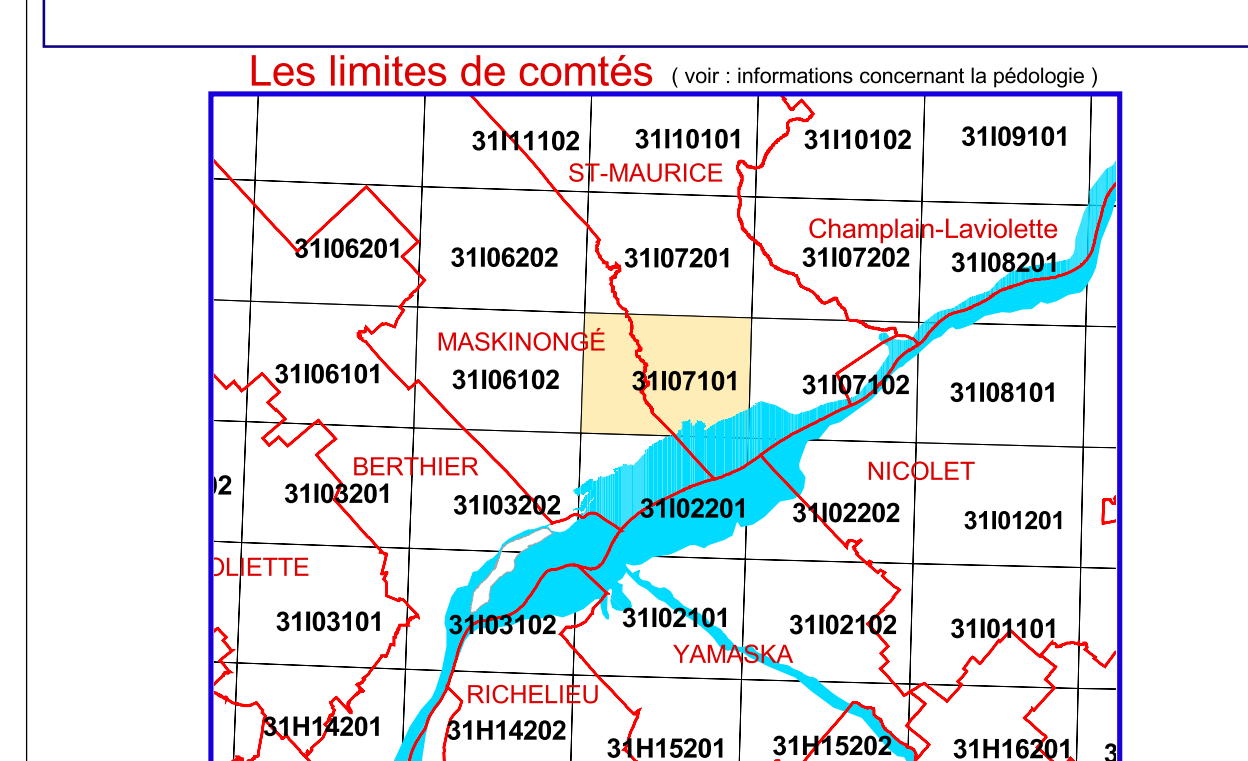 Les limites de comtés ( voir : informations concernant la pédologie )
31I11102 31I10101 31I10102 31I09101
ST-MAURICE
Champlain-Laviolette
31I06201 31I06202 31I07201 31I07202 31I08201
MASKINONGÉ
31I06101 31I06102 31I07101 31I07102 31I08101
BERTHIER NICOLET
02 31I03201 31I03202 31I02201 31I02202 31I01201
OLIETTE
31I03101 31I03102 31I02101 31I02102 31I01101
YAMASKA
RICHELIEU
31H14201 31H14202 31H15201 31H15202 31H16201 3